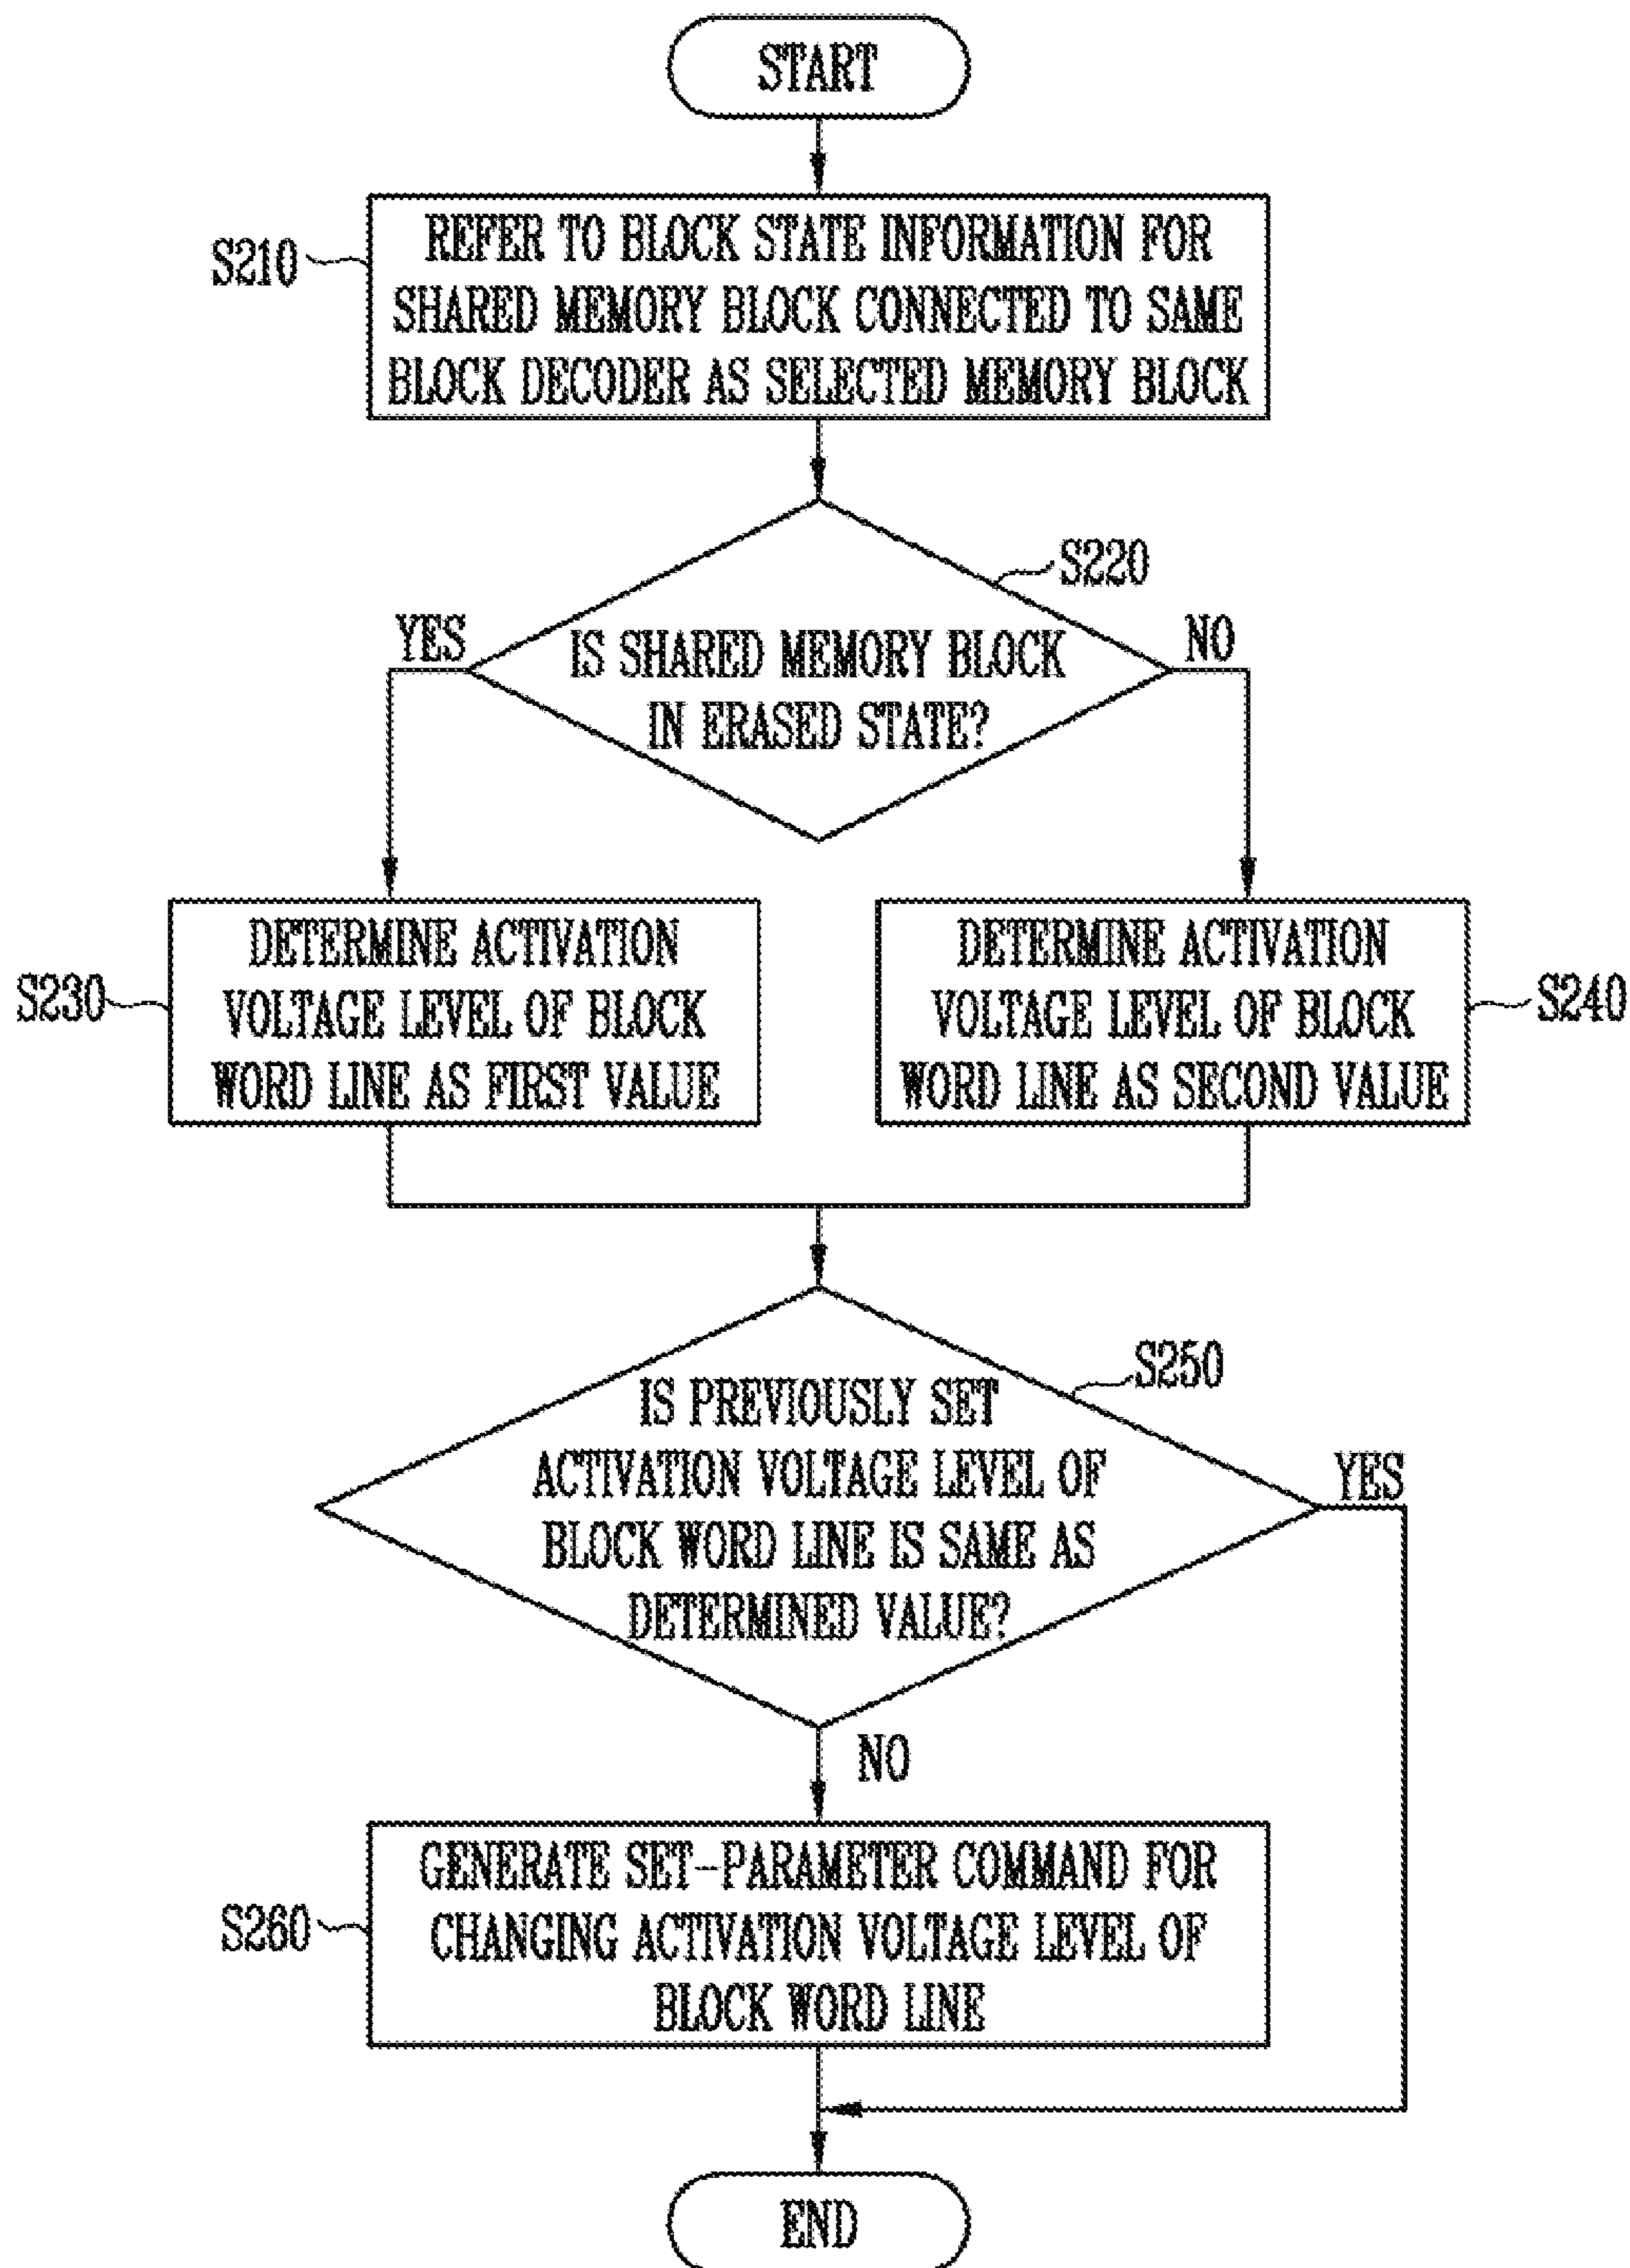 START
S210
REFER TO BLOCK STATE INFORMATION FOR
SHARED MEMORY BLOCK CONNECTED TO SAME
BLOCK DECODER AS SELECTED MEMORY BLOCK
S220
YES
NO
IS SHARED MEMORY BLOCK
IN ERASED STATE?
S230
DETERMINE ACTIVATION
VOLTAGE LEVEL OF BLOCK
WORD LINE AS FIRST VALUE
DETERMINE ACTIVATION
VOLTAGE LEVEL OF BLOCK
WORD LINE AS SECOND VALUE
S240
S250
IS PREVIOUSLY SET
ACTIVATION VOLTAGE LEVEL OF
BLOCK WORD LINE IS SAME AS
DETERMINED VALUE?
YES
NO
S260
GENERATE SET-PARAMETER COMMAND FOR
CHANGING ACTIVATION VOLTAGE LEVEL OF
BLOCK WORD LINE
END